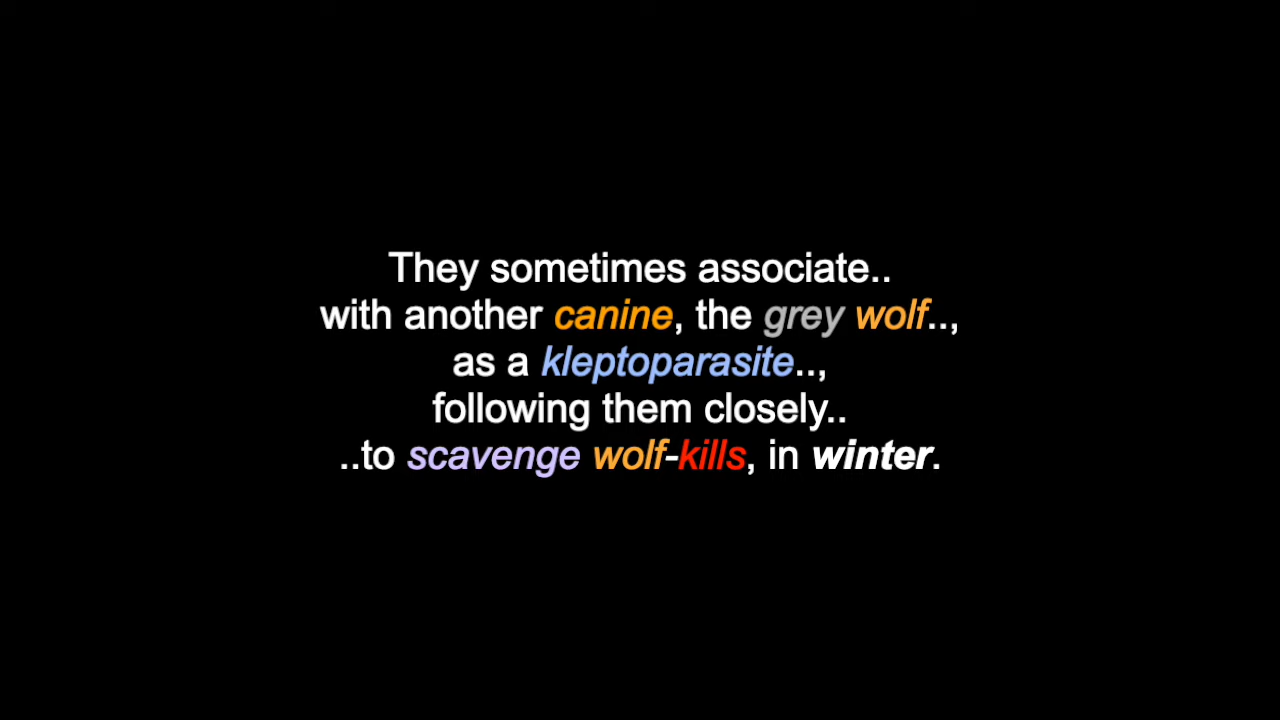 They sometimes associate..
with another canine, the grey wolf..,
as a kleptoparasite..,
following them closely..
..to scavenge wolf-kills, in winter.